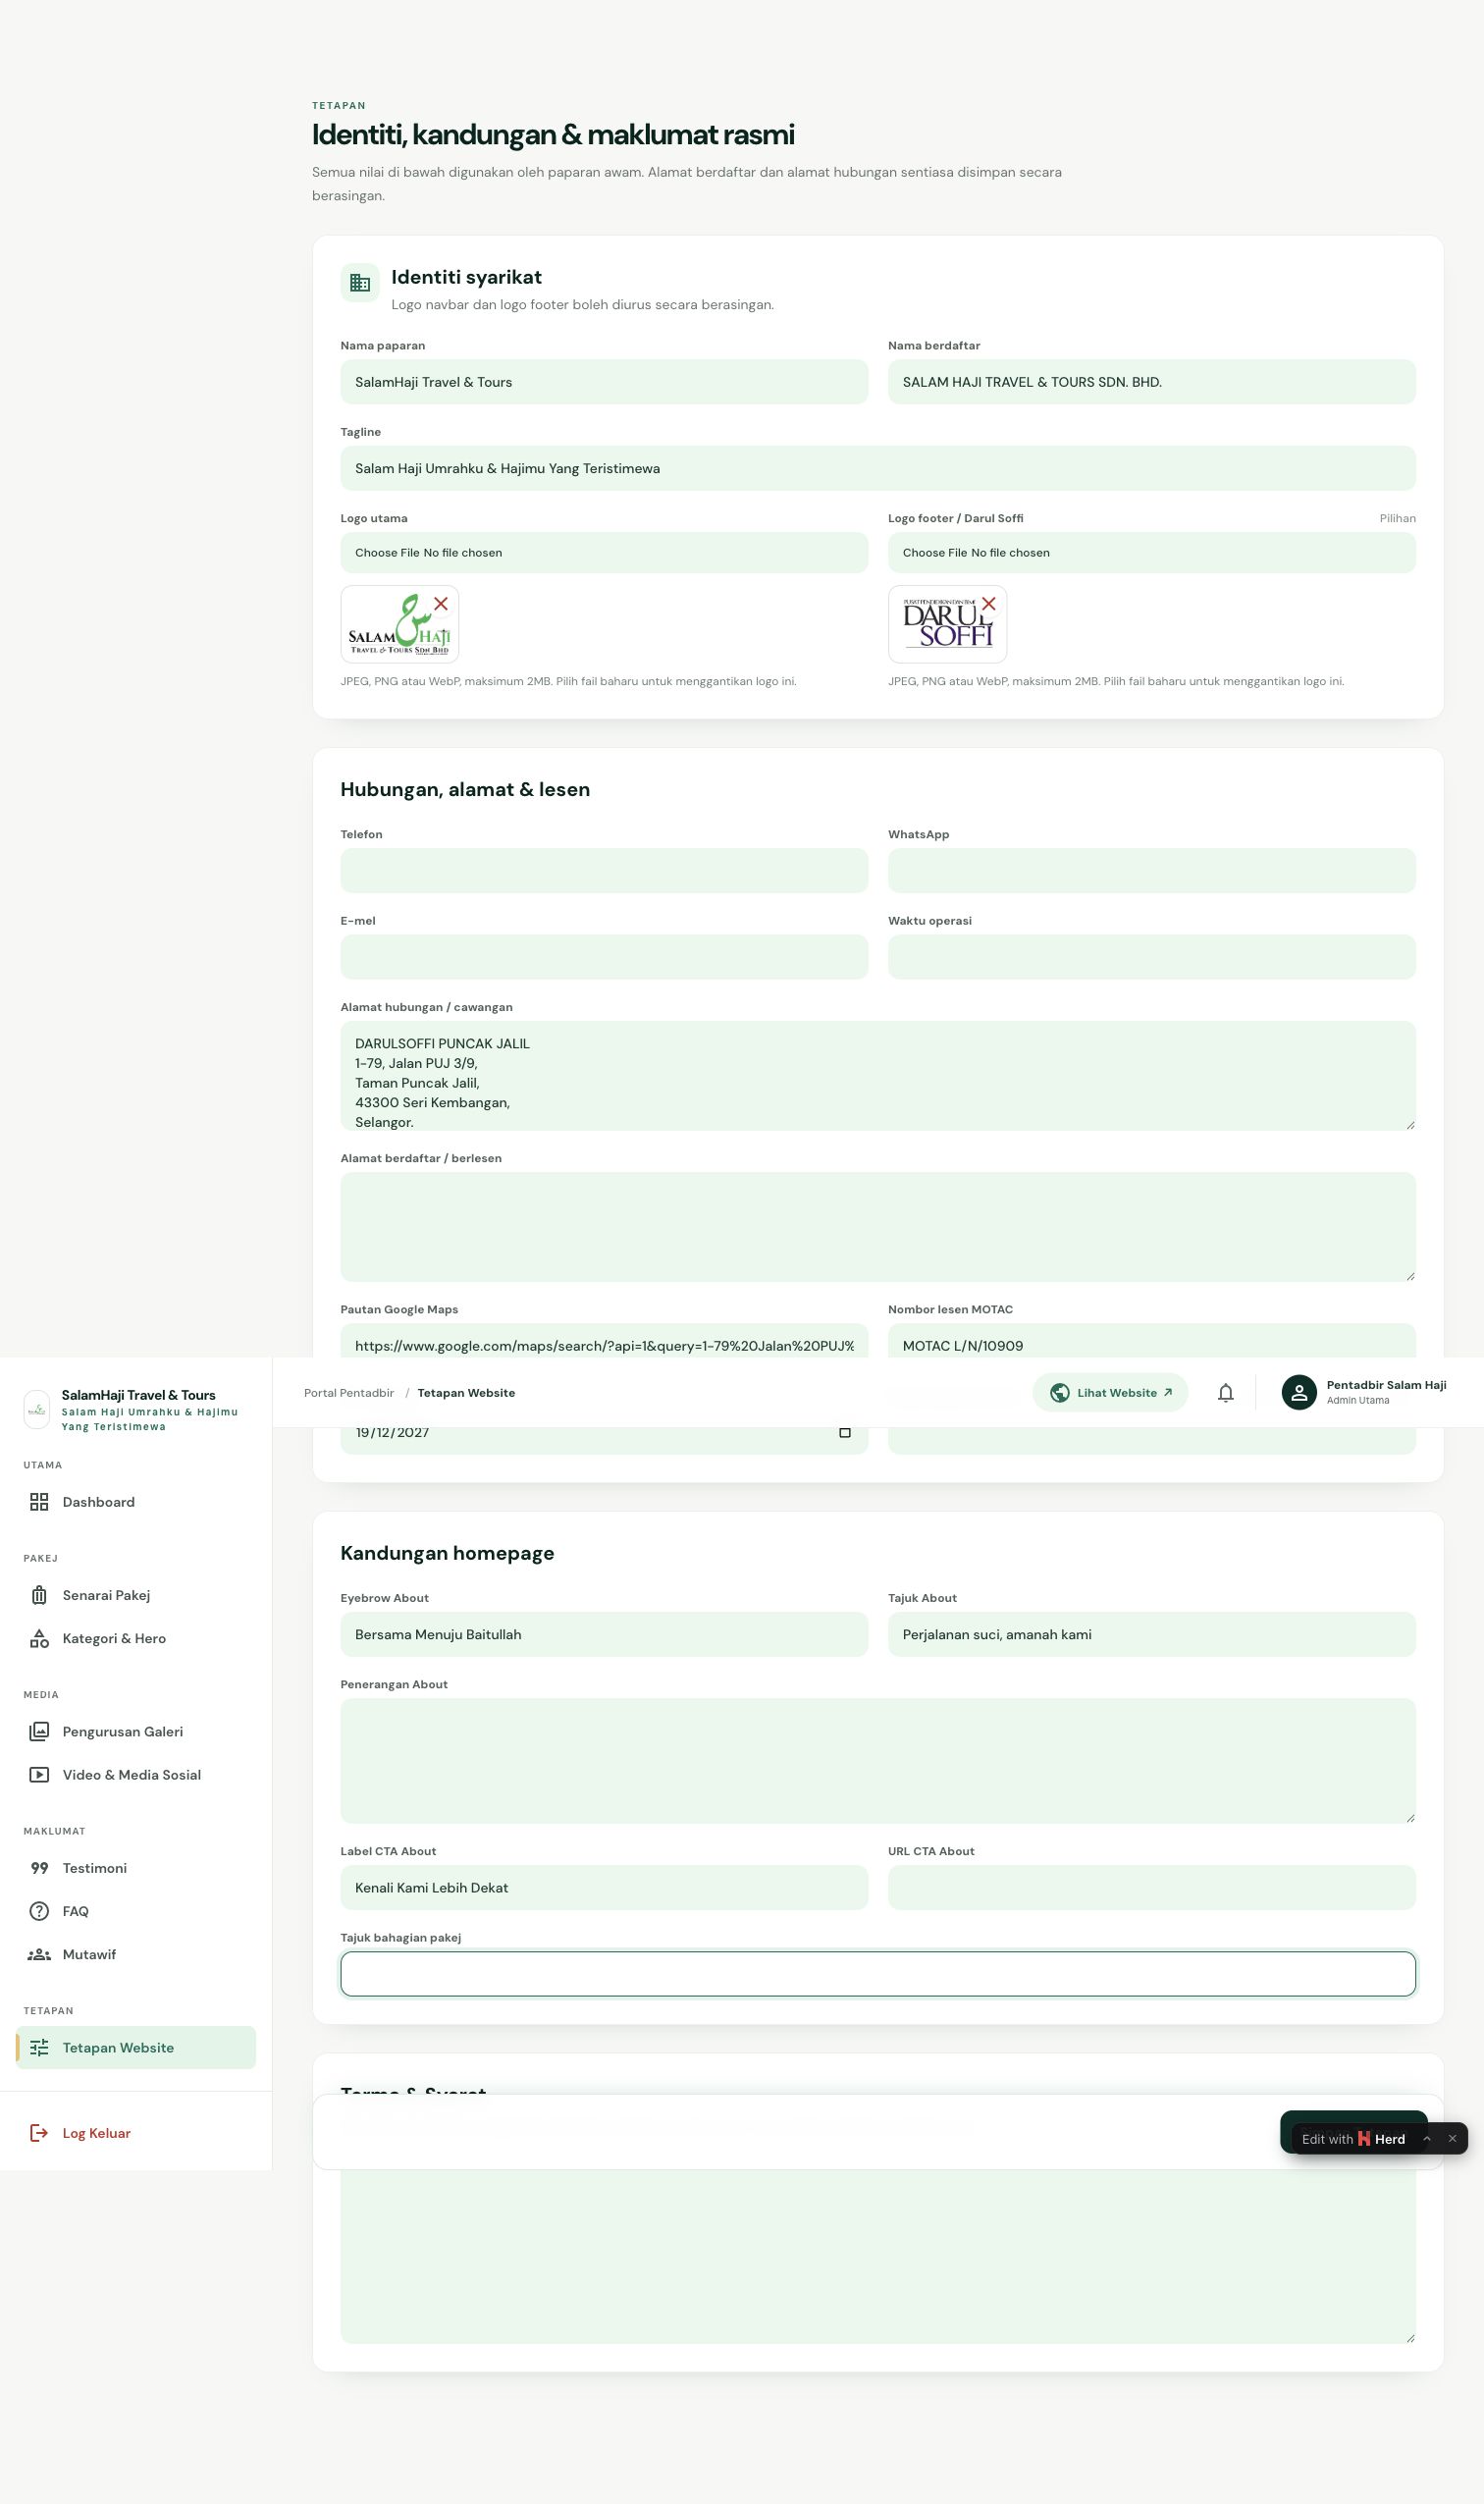 TETAPAN
Identiti, kandungan & maklumat rasmi
Semua nilai di bawah digunakan oleh paparan awam. Alamat berdaftar dan alamat hubungan sentiasa disimpan secara
berasingan.
Identiti syarikat
Logo navbar dan logo footer boleh diurus secara berasingan.
Nama paparan
Nama berdaftar
SalamHaji Travel & Tours
SALAM HAJI TRAVEL & TOURS SDN. BHD.
Tagline
Salam Haji Umrahku & Hajimu Yang Teristimewa
Logo utama
Logo footer / Darul Soffi
Pilihan
Choose File No file chosen
Choose File No file chosen
SALAM HAJI
TRAVEL & TOURS SDN BHD
DARUL
SOFFI
JPEG, PNG atau WebP, maksimum 2MB. Pilih fail baharu untuk menggantikan logo ini.
JPEG, PNG atau WebP, maksimum 2MB. Pilih fail baharu untuk menggantikan logo ini.
Hubungan, alamat & lesen
Telefon
WhatsApp
E-mel
Waktu operasi
Alamat hubungan / cawangan
DARULSOFFI PUNCAK JALIL
1-79, Jalan PUJ 3/9,
Taman Puncak Jalil,
43300 Seri Kembangan,
Selangor.
Alamat berdaftar / berlesen
Pautan Google Maps
Nombor lesen MOTAC
https://www.google.com/maps/search/?api=1&query=1-79%20Jalan%20PUJ%
MOTAC L/N/10909
SalamHaji Travel & Tours
Salam Haji Umrahku & Hajimu
Yang Teristimewa
Portal Pentadbir / Tetapan Website
Lihat Website ↗
Pentadbir Salam Haji
Admin Utama
19/12/2027
UTAMA
Dashboard
PAKEJ
Senarai Pakej
Kategori & Hero
MEDIA
Pengurusan Galeri
Video & Media Sosial
MAKLUMAT
Testimoni
FAQ
Mutawif
TETAPAN
Tetapan Website
Log Keluar
Kandungan homepage
Eyebrow About
Tajuk About
Bersama Menuju Baitullah
Perjalanan suci, amanah kami
Penerangan About
Label CTA About
URL CTA About
Kenali Kami Lebih Dekat
Tajuk bahagian pakej
Terma & Syarat
Edit with Herd